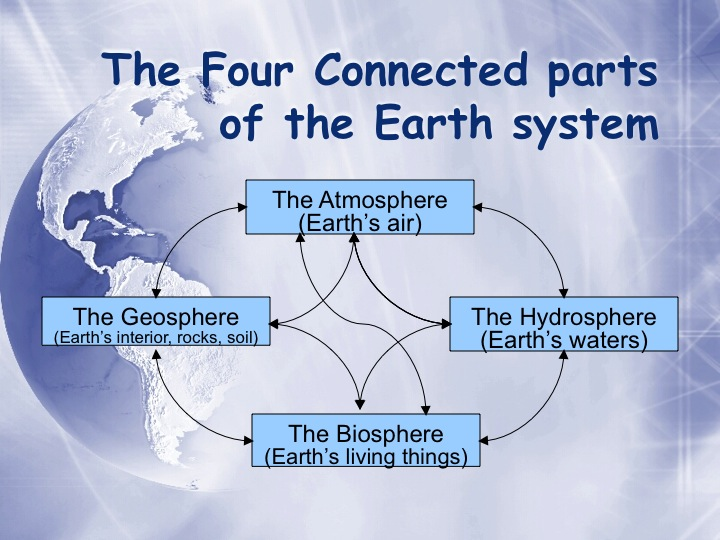 The Four Connected parts
of the Earth system
The Atmosphere
(Earth’s air)
The Geosphere
(Earth’s interior, rocks, soil)
The Hydrosphere
(Earth’s waters)
The Biosphere
(Earth’s living things)